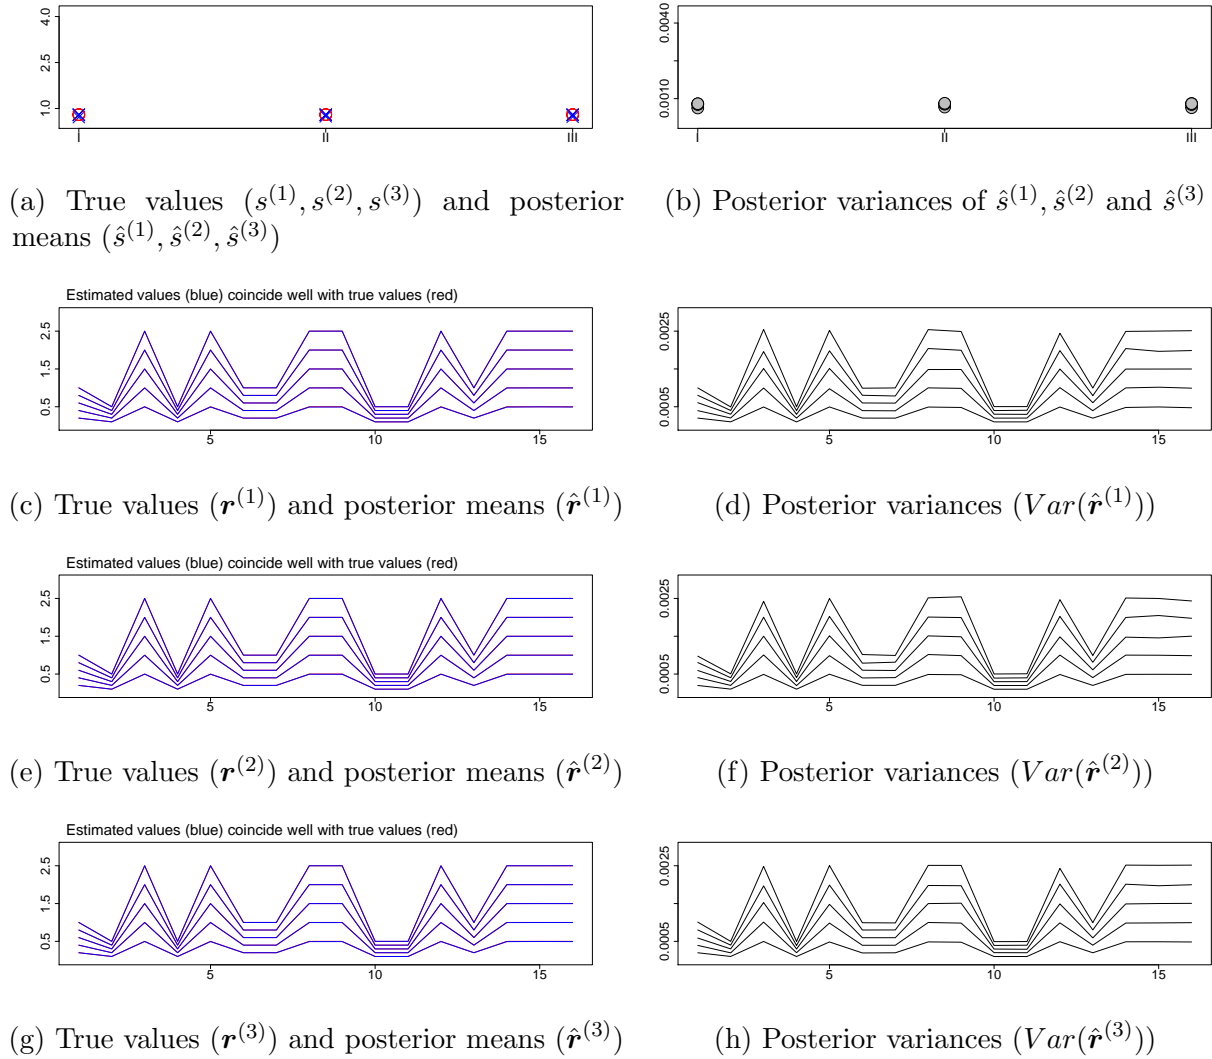 4.0
2.5
1.0
I
II
III
0.0040
0.0010
I
II
III
(a) True values (s^(1), s^(2), s^(3)) and posterior
means (ŝ^(1), ŝ^(2), ŝ^(3))
(b) Posterior variances of ŝ^(1), ŝ^(2) and ŝ^(3)
Estimated values (blue) coincide well with true values (red)
2.5
1.5
0.5
5
10
15
0.0025
0.0005
5
10
15
(c) True values (r^(1)) and posterior means (r̂^(1))
(d) Posterior variances (Var(r̂^(1)))
Estimated values (blue) coincide well with true values (red)
2.5
1.5
0.5
5
10
15
0.0025
0.0005
5
10
15
(e) True values (r^(2)) and posterior means (r̂^(2))
(f) Posterior variances (Var(r̂^(2)))
Estimated values (blue) coincide well with true values (red)
2.5
1.5
0.5
5
10
15
0.0025
0.0005
5
10
15
(g) True values (r^(3)) and posterior means (r̂^(3))
(h) Posterior variances (Var(r̂^(3)))